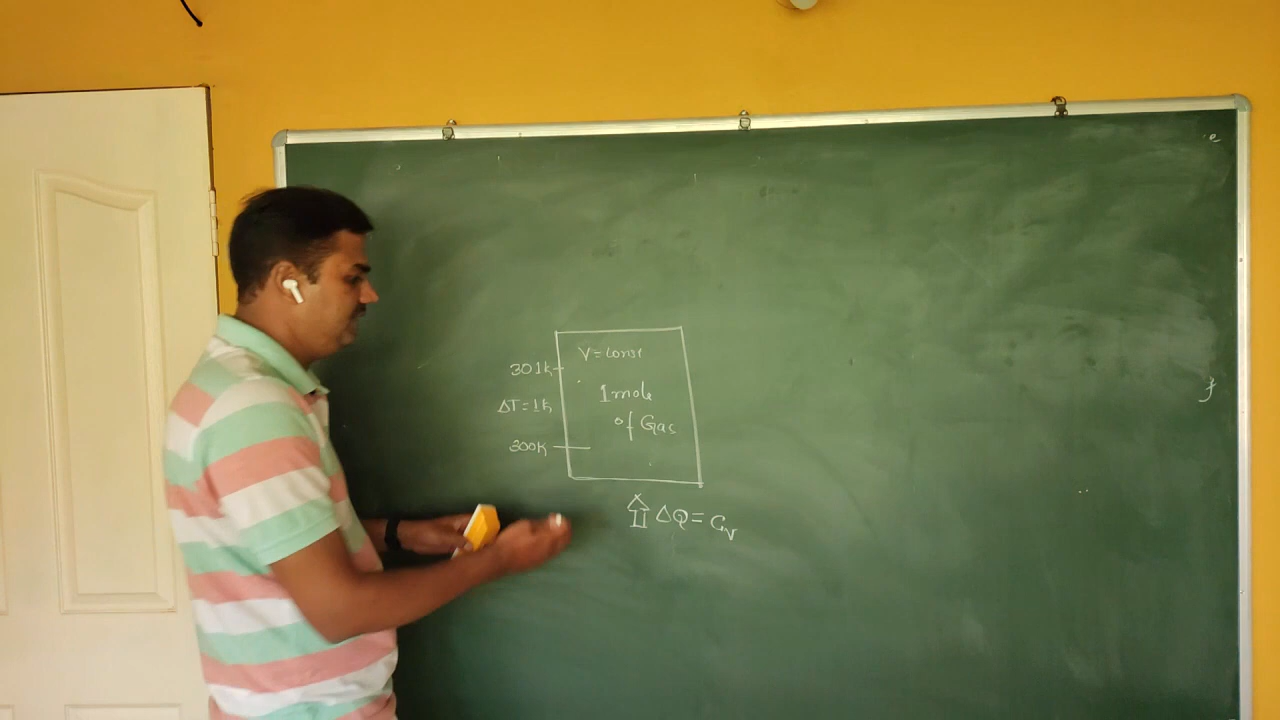 V = const
301k
1 mole
ΔT = 1k
of Gas
300k
ΔQ = Cv